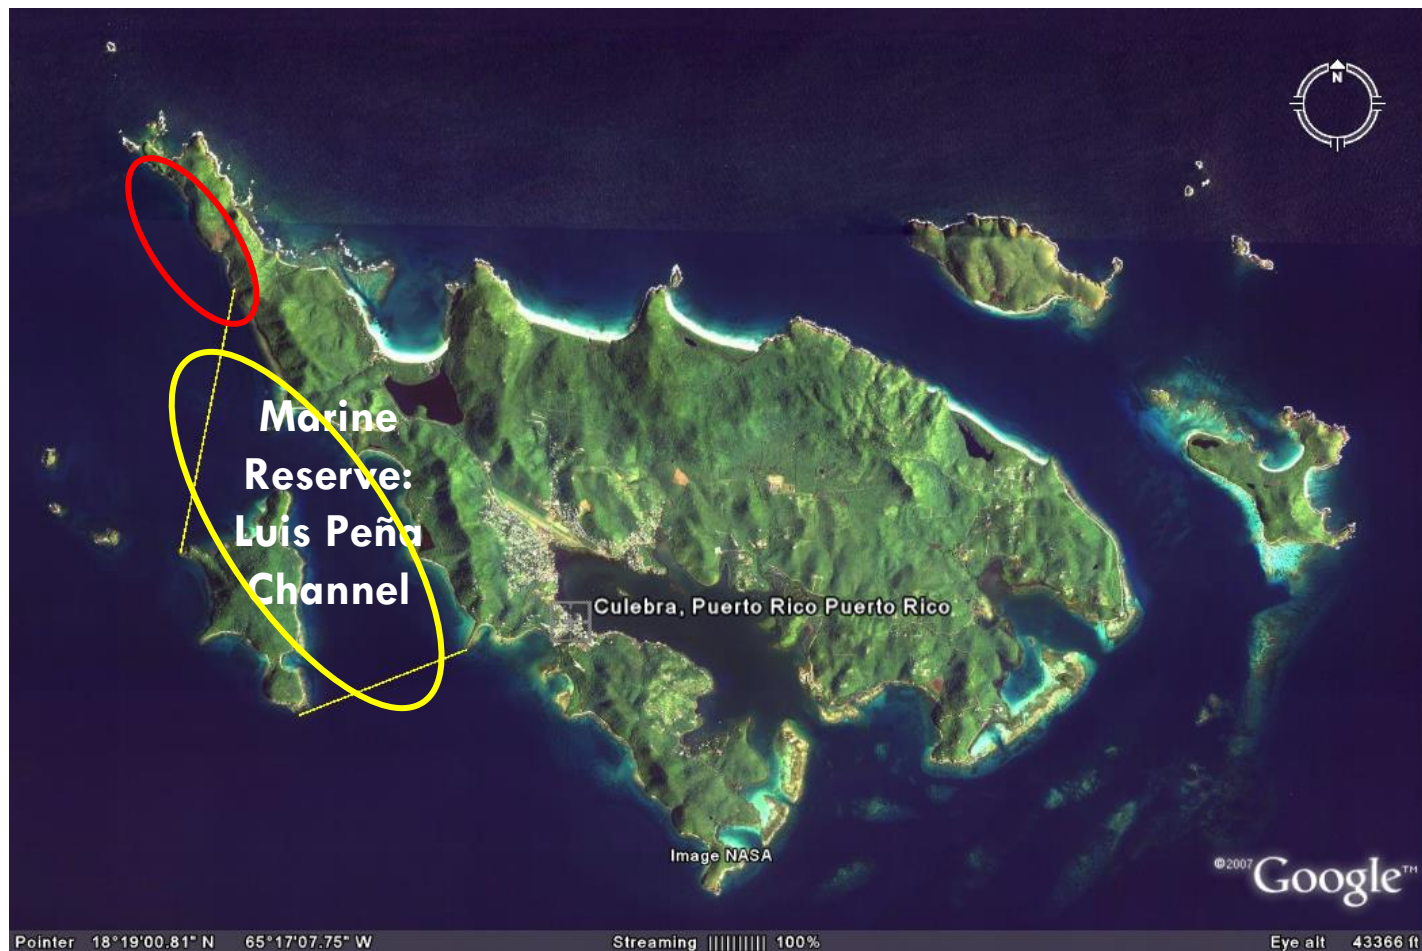 N
Marine
Reserve:
Luis Peña
Channel
Culebra, Puerto Rico Puerto Rico
Image NASA
©2007 Google™
Pointer 18°19'00.81" N 65°17'07.75" W Streaming |||||||||| 100% Eye alt 43366 ft